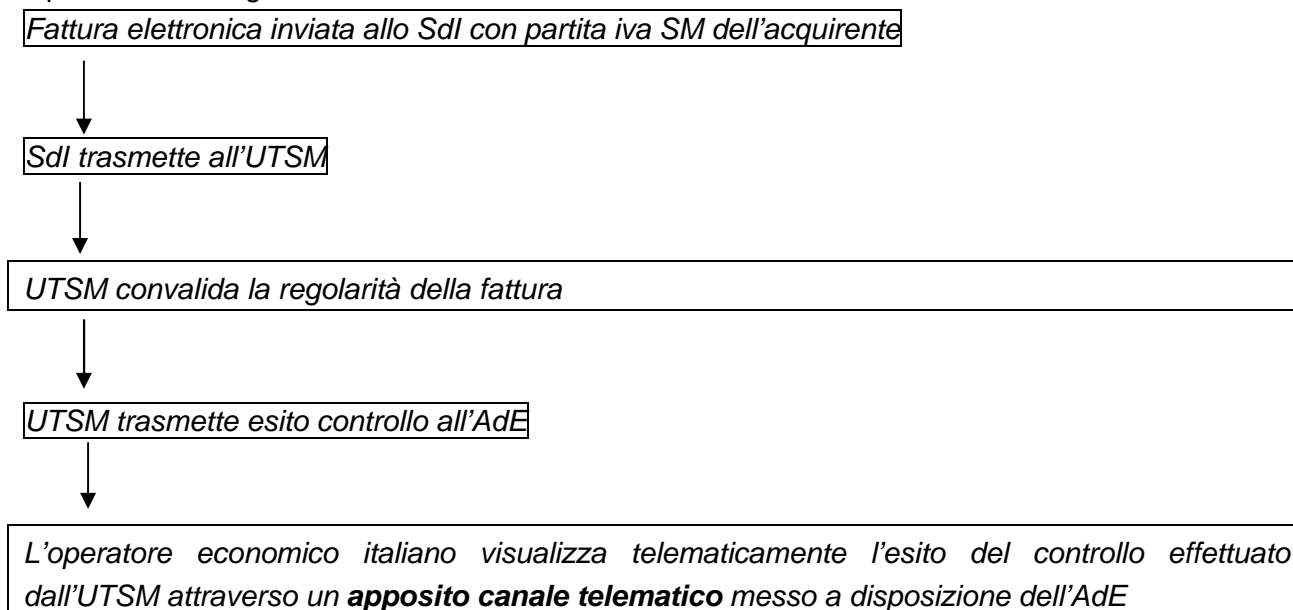 Fattura elettronica inviata allo SdI con partita iva SM dell'acquirente
SdI trasmette all'UTSM
UTSM convalida la regolarità della fattura
UTSM trasmette esito controllo all'AdE
L'operatore economico italiano visualizza telematicamente l'esito del controllo effettuato
dall'UTSM attraverso un apposito canale telematico messo a disposizione dell'AdE